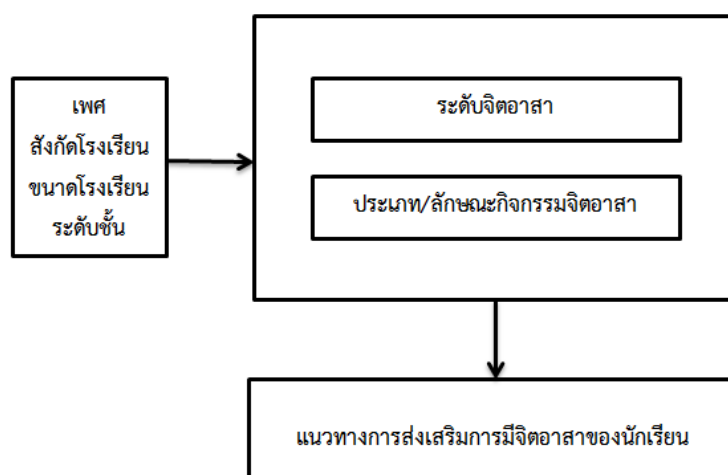 เพศ
สังกัดโรงเรียน
ขนาดโรงเรียน
ระดับชั้น
ระดับจิตอาสา
ประเภท/ลักษณะกิจกรรมจิตอาสา
แนวทางการส่งเสริมการมีจิตอาสาของนักเรียน